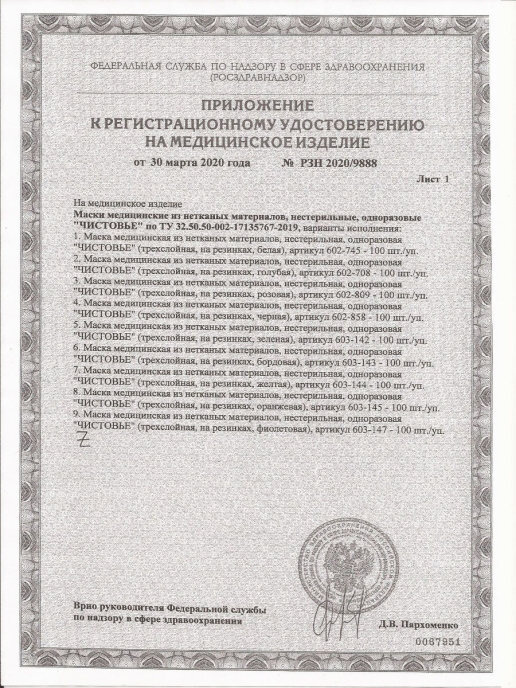 ФЕДЕРАЛЬНАЯ СЛУЖБА ПО НАДЗОРУ В СФЕРЕ ЗДРАВООХРАНЕНИЯ
(РОСЗДРАВНАДЗОР)
ПРИЛОЖЕНИЕ
К РЕГИСТРАЦИОННОМУ УДОСТОВЕРЕНИЮ
НА МЕДИЦИНСКОЕ ИЗДЕЛИЕ
от 30 марта 2020 года № РЗН 2020/9888
Лист 1
На медицинское изделие
Маски медицинские из нетканых материалов, нестерильные, одноразовые
"ЧИСТОВЬЕ" по ТУ 32.50.50-002-17135767-2019, варианты исполнения:
1. Маска медицинская из нетканых материалов, нестерильная, одноразовая
"ЧИСТОВЬЕ" (трехслойная, на резинках, белая), артикул 602-745 - 100 шт./уп.
2. Маска медицинская из нетканых материалов, нестерильная, одноразовая
"ЧИСТОВЬЕ" (трехслойная, на резинках, голубая), артикул 602-708 - 100 шт./уп.
3. Маска медицинская из нетканых материалов, нестерильная, одноразовая
"ЧИСТОВЬЕ" (трехслойная, на резинках, розовая), артикул 602-809 - 100 шт./уп.
4. Маска медицинская из нетканых материалов, нестерильная, одноразовая
"ЧИСТОВЬЕ" (трехслойная, на резинках, черная), артикул 602-858 - 100 шт./уп.
5. Маска медицинская из нетканых материалов, нестерильная, одноразовая
"ЧИСТОВЬЕ" (трехслойная, на резинках, зеленая), артикул 603-142 - 100 шт./уп.
6. Маска медицинская из нетканых материалов, нестерильная, одноразовая
"ЧИСТОВЬЕ" (трехслойная, на резинках, бордовая), артикул 603-143 - 100 шт./уп.
7. Маска медицинская из нетканых материалов, нестерильная, одноразовая
"ЧИСТОВЬЕ" (трехслойная, на резинках, желтая), артикул 603-144 - 100 шт./уп.
8. Маска медицинская из нетканых материалов, нестерильная, одноразовая
"ЧИСТОВЬЕ" (трехслойная, на резинках, оранжевая), артикул 603-145 - 100 шт./уп.
9. Маска медицинская из нетканых материалов, нестерильная, одноразовая
"ЧИСТОВЬЕ" (трехслойная, на резинках, фиолетовая), артикул 603-147 - 100 шт./уп.
Врио руководителя Федеральной службы
по надзору в сфере здравоохранения
Д.В. Пархоменко
0067951